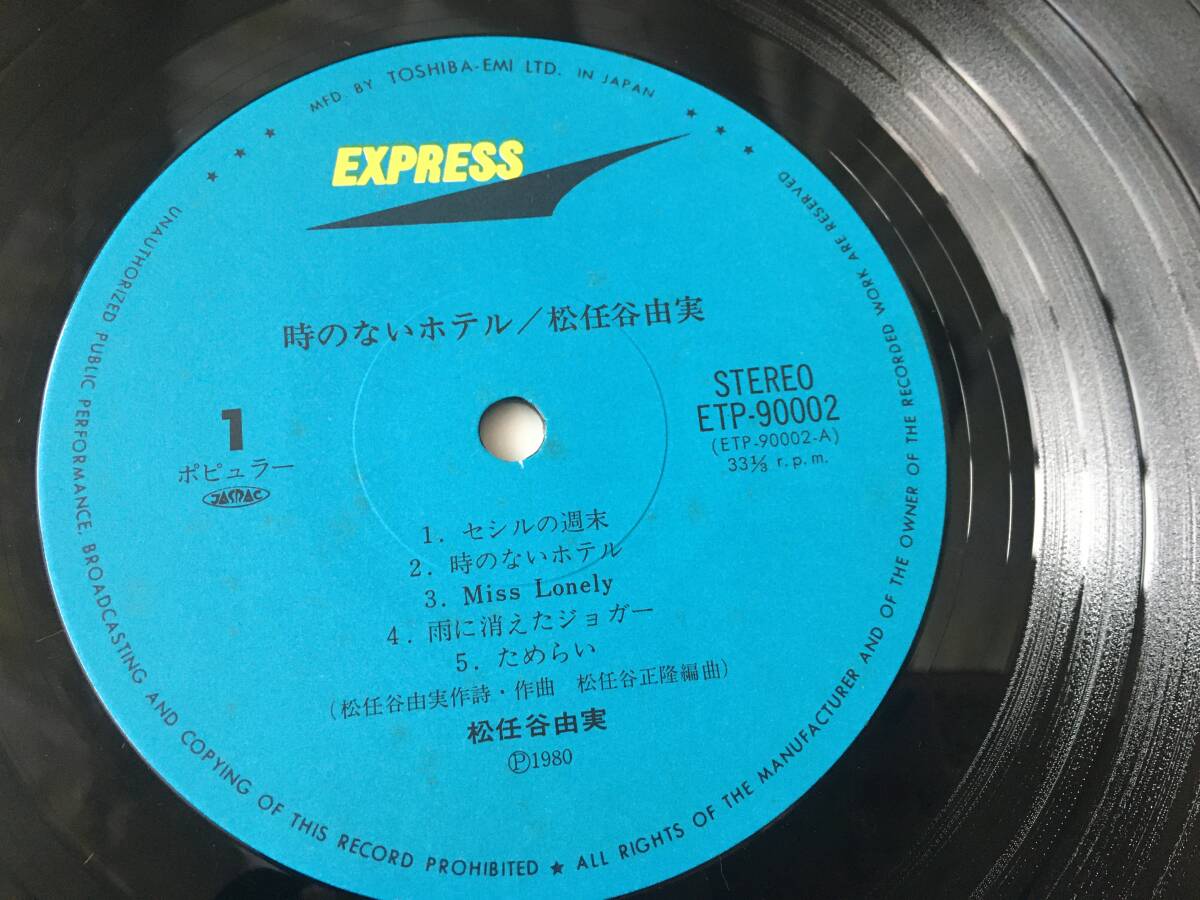 MFD. BY TOSHIBA-EMI LTD. IN JAPAN
EXPRESS
時のないホテル/松任谷由実
1
ポピュラー
JASRAC
STEREO
ETP-90002
(ETP-90002-A)
33⅓ r.p.m.
1. セシルの週末
2. 時のないホテル
3. Miss Lonely
4. 雨に消えたジョガー
5. ためらい
(松任谷由実作詩・作曲 松任谷正隆編曲)
松任谷由実
Ⓟ1980
UNAUTHORIZED PUBLIC PERFORMANCE, BROADCASTING AND COPYING OF THIS RECORD PROHIBITED ★ ALL RIGHTS OF THE MANUFACTURER AND OF THE OWNER OF THE RECORDED WORK ARE RESERVED